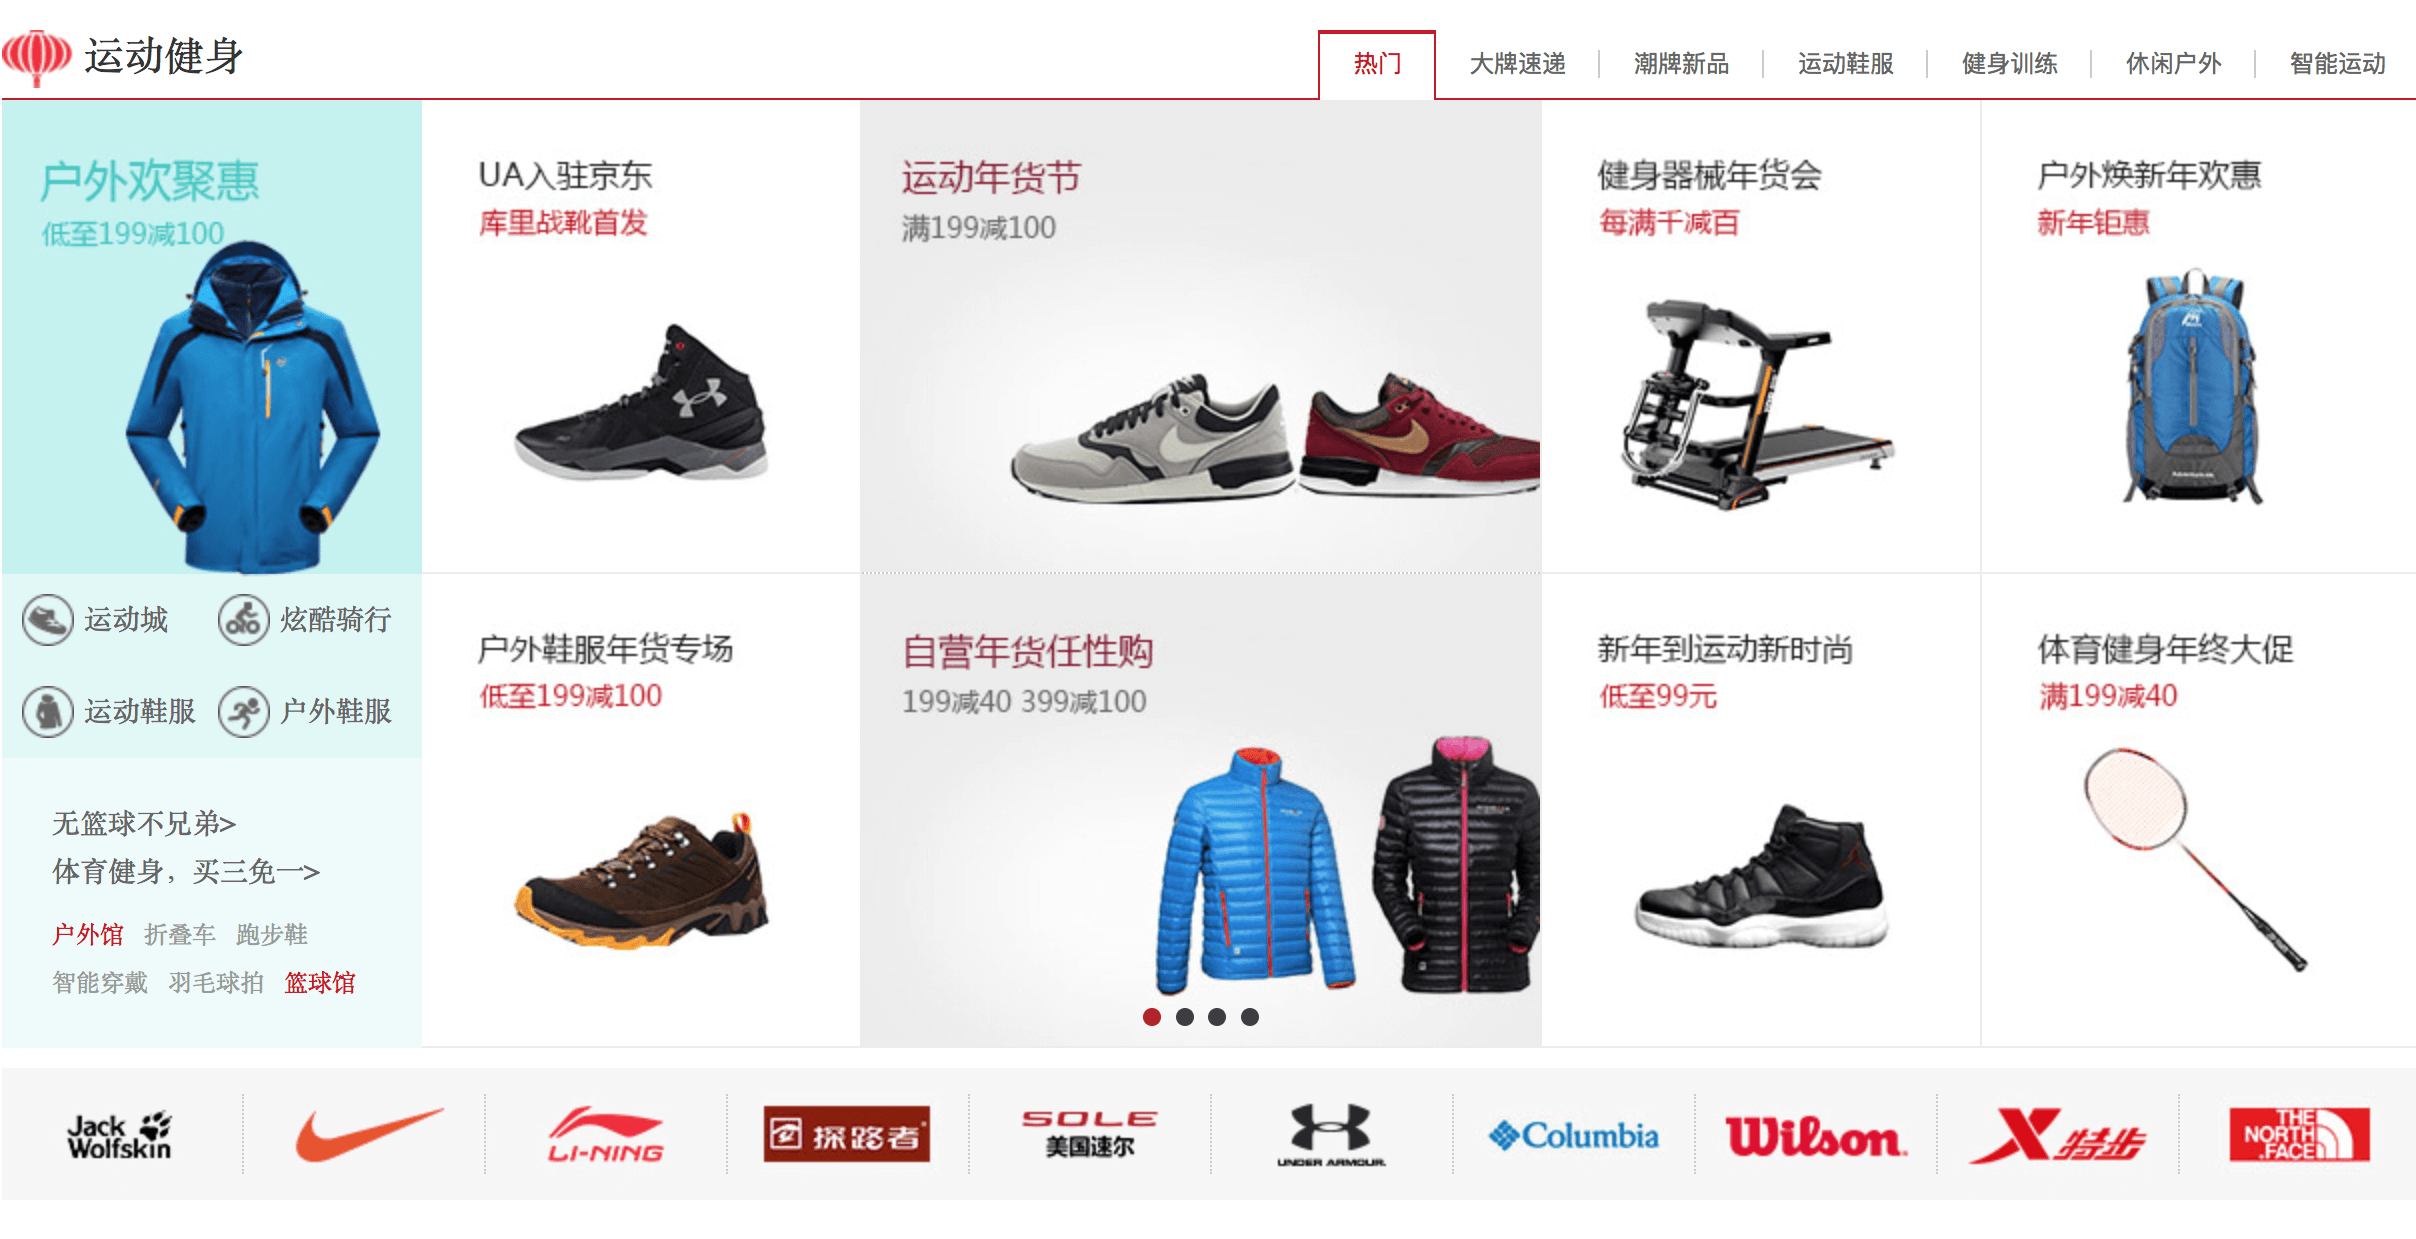 运动健身
热门 大牌速递 潮牌新品 运动鞋服 健身训练 休闲户外 智能运动
户外欢聚惠
低至199减100
UA入驻京东
库里战靴首发
运动年货节
满199减100
健身器械年货会
每满千减百
户外焕新年欢惠
新年钜惠
运动城 炫酷骑行
运动鞋服 户外鞋服
无篮球不兄弟>
体育健身，买三免一>
户外馆 折叠车 跑步鞋
智能穿戴 羽毛球拍 篮球馆
户外鞋服年货专场
低至199减100
自营年货任性购
199减40 399减100
新年到运动新时尚
低至99元
体育健身年终大促
满199减40
Jack
Wolfskin
LI-NING
探路者
SOLE
美国速尔
UNDER ARMOUR
Columbia
Wilson
X特步
THE
NORTH
FACE